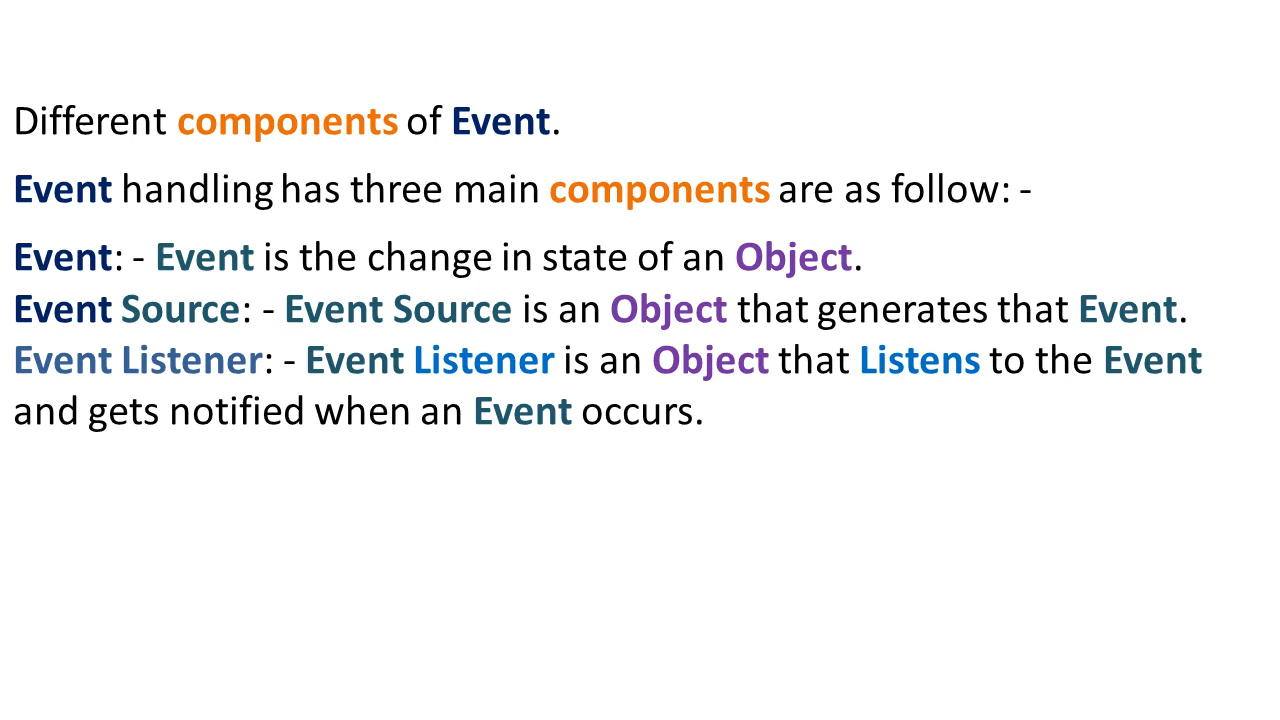 Different components of Event.
Event handling has three main components are as follow: -
Event: - Event is the change in state of an Object.
Event Source: - Event Source is an Object that generates that Event.
Event Listener: - Event Listener is an Object that Listens to the Event
and gets notified when an Event occurs.